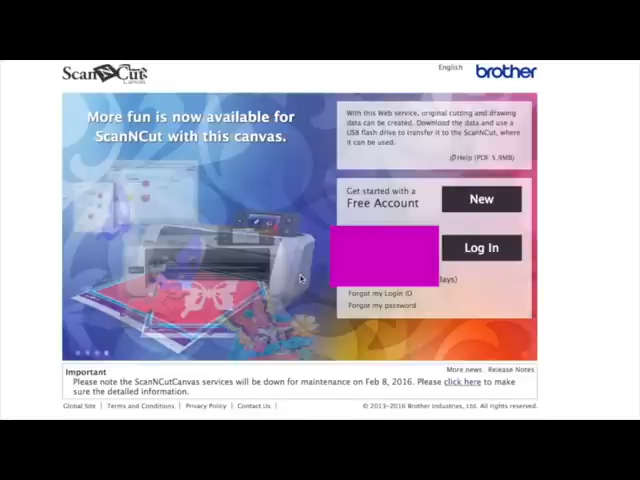 ScanNCut
Canvas
English
brother
More fun is now available for
ScanNCut with this canvas.
With this Web service, original cutting and drawing
data can be created. Download the data and use a
USB flash drive to transfer it to the ScanNCut, where
it can be used.
Help (PDF 5.9MB)
Get started with a
Free Account
New
Log In
lays)
Forgot my Login ID
Forgot my password
More news
Release Notes
Important
Please note the ScanNCutCanvas services will be down for maintenance on Feb 8, 2016. Please click here to make
sure the detailed information.
Global Site | Terms and Conditions | Privacy Policy | Contact Us |
© 2013-2016 Brother Industries, Ltd. All rights reserved.